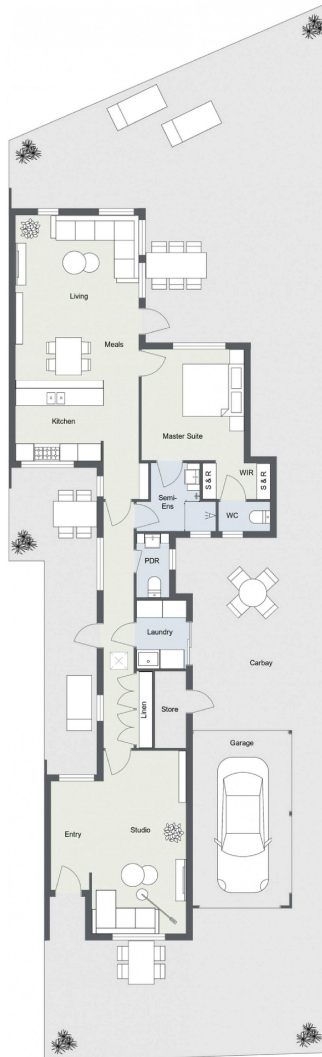 Living
Meals
Kitchen
Master Suite
WIR
S & R
S & R
Semi-
Ens
WC
PDR
Laundry
Carbay
Linen
Store
Garage
Entry
Studio